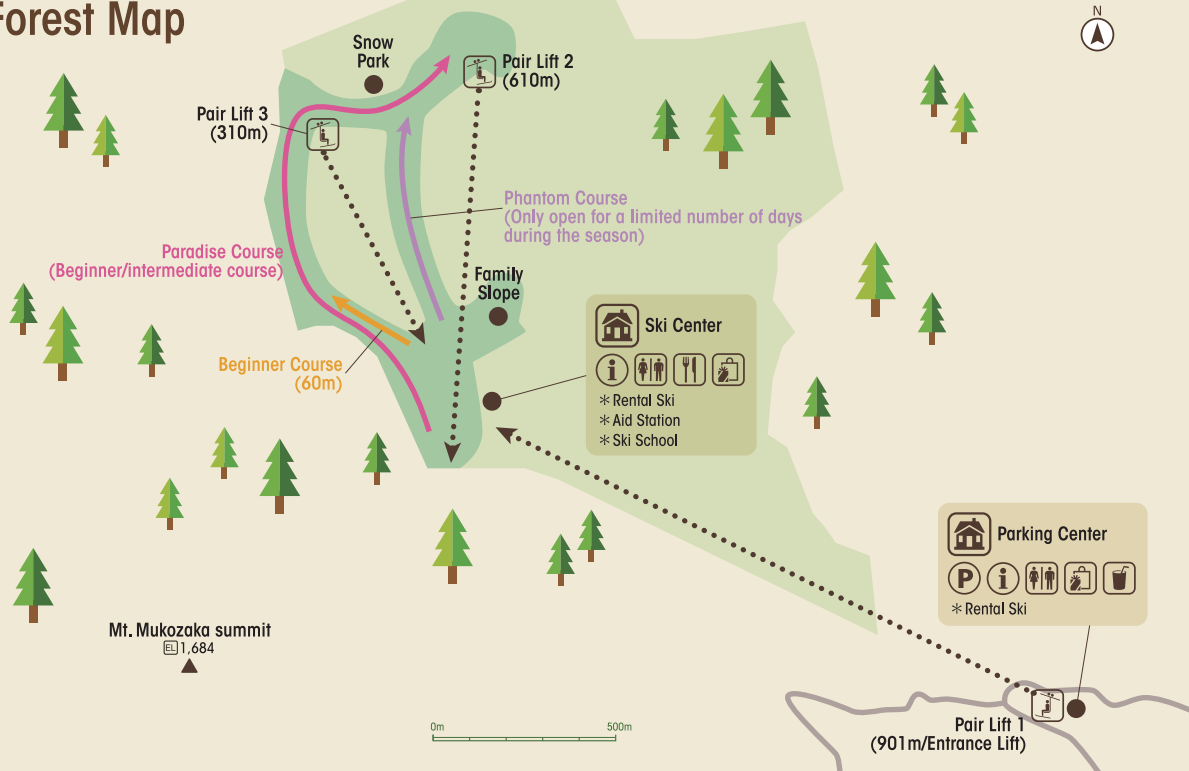 Forest Map
N
Snow
Park
Pair Lift 2
(610m)
Pair Lift 3
(310m)
Phantom Course
(Only open for a limited number of days
during the season)
Paradise Course
(Beginner/intermediate course)
Family
Slope
Ski Center
i
＊Rental Ski
＊Aid Station
＊Ski School
Beginner Course
(60m)
Parking Center
P i
＊Rental Ski
Mt. Mukozaka summit
EL 1,684
0m 500m
Pair Lift 1
(901m/Entrance Lift)